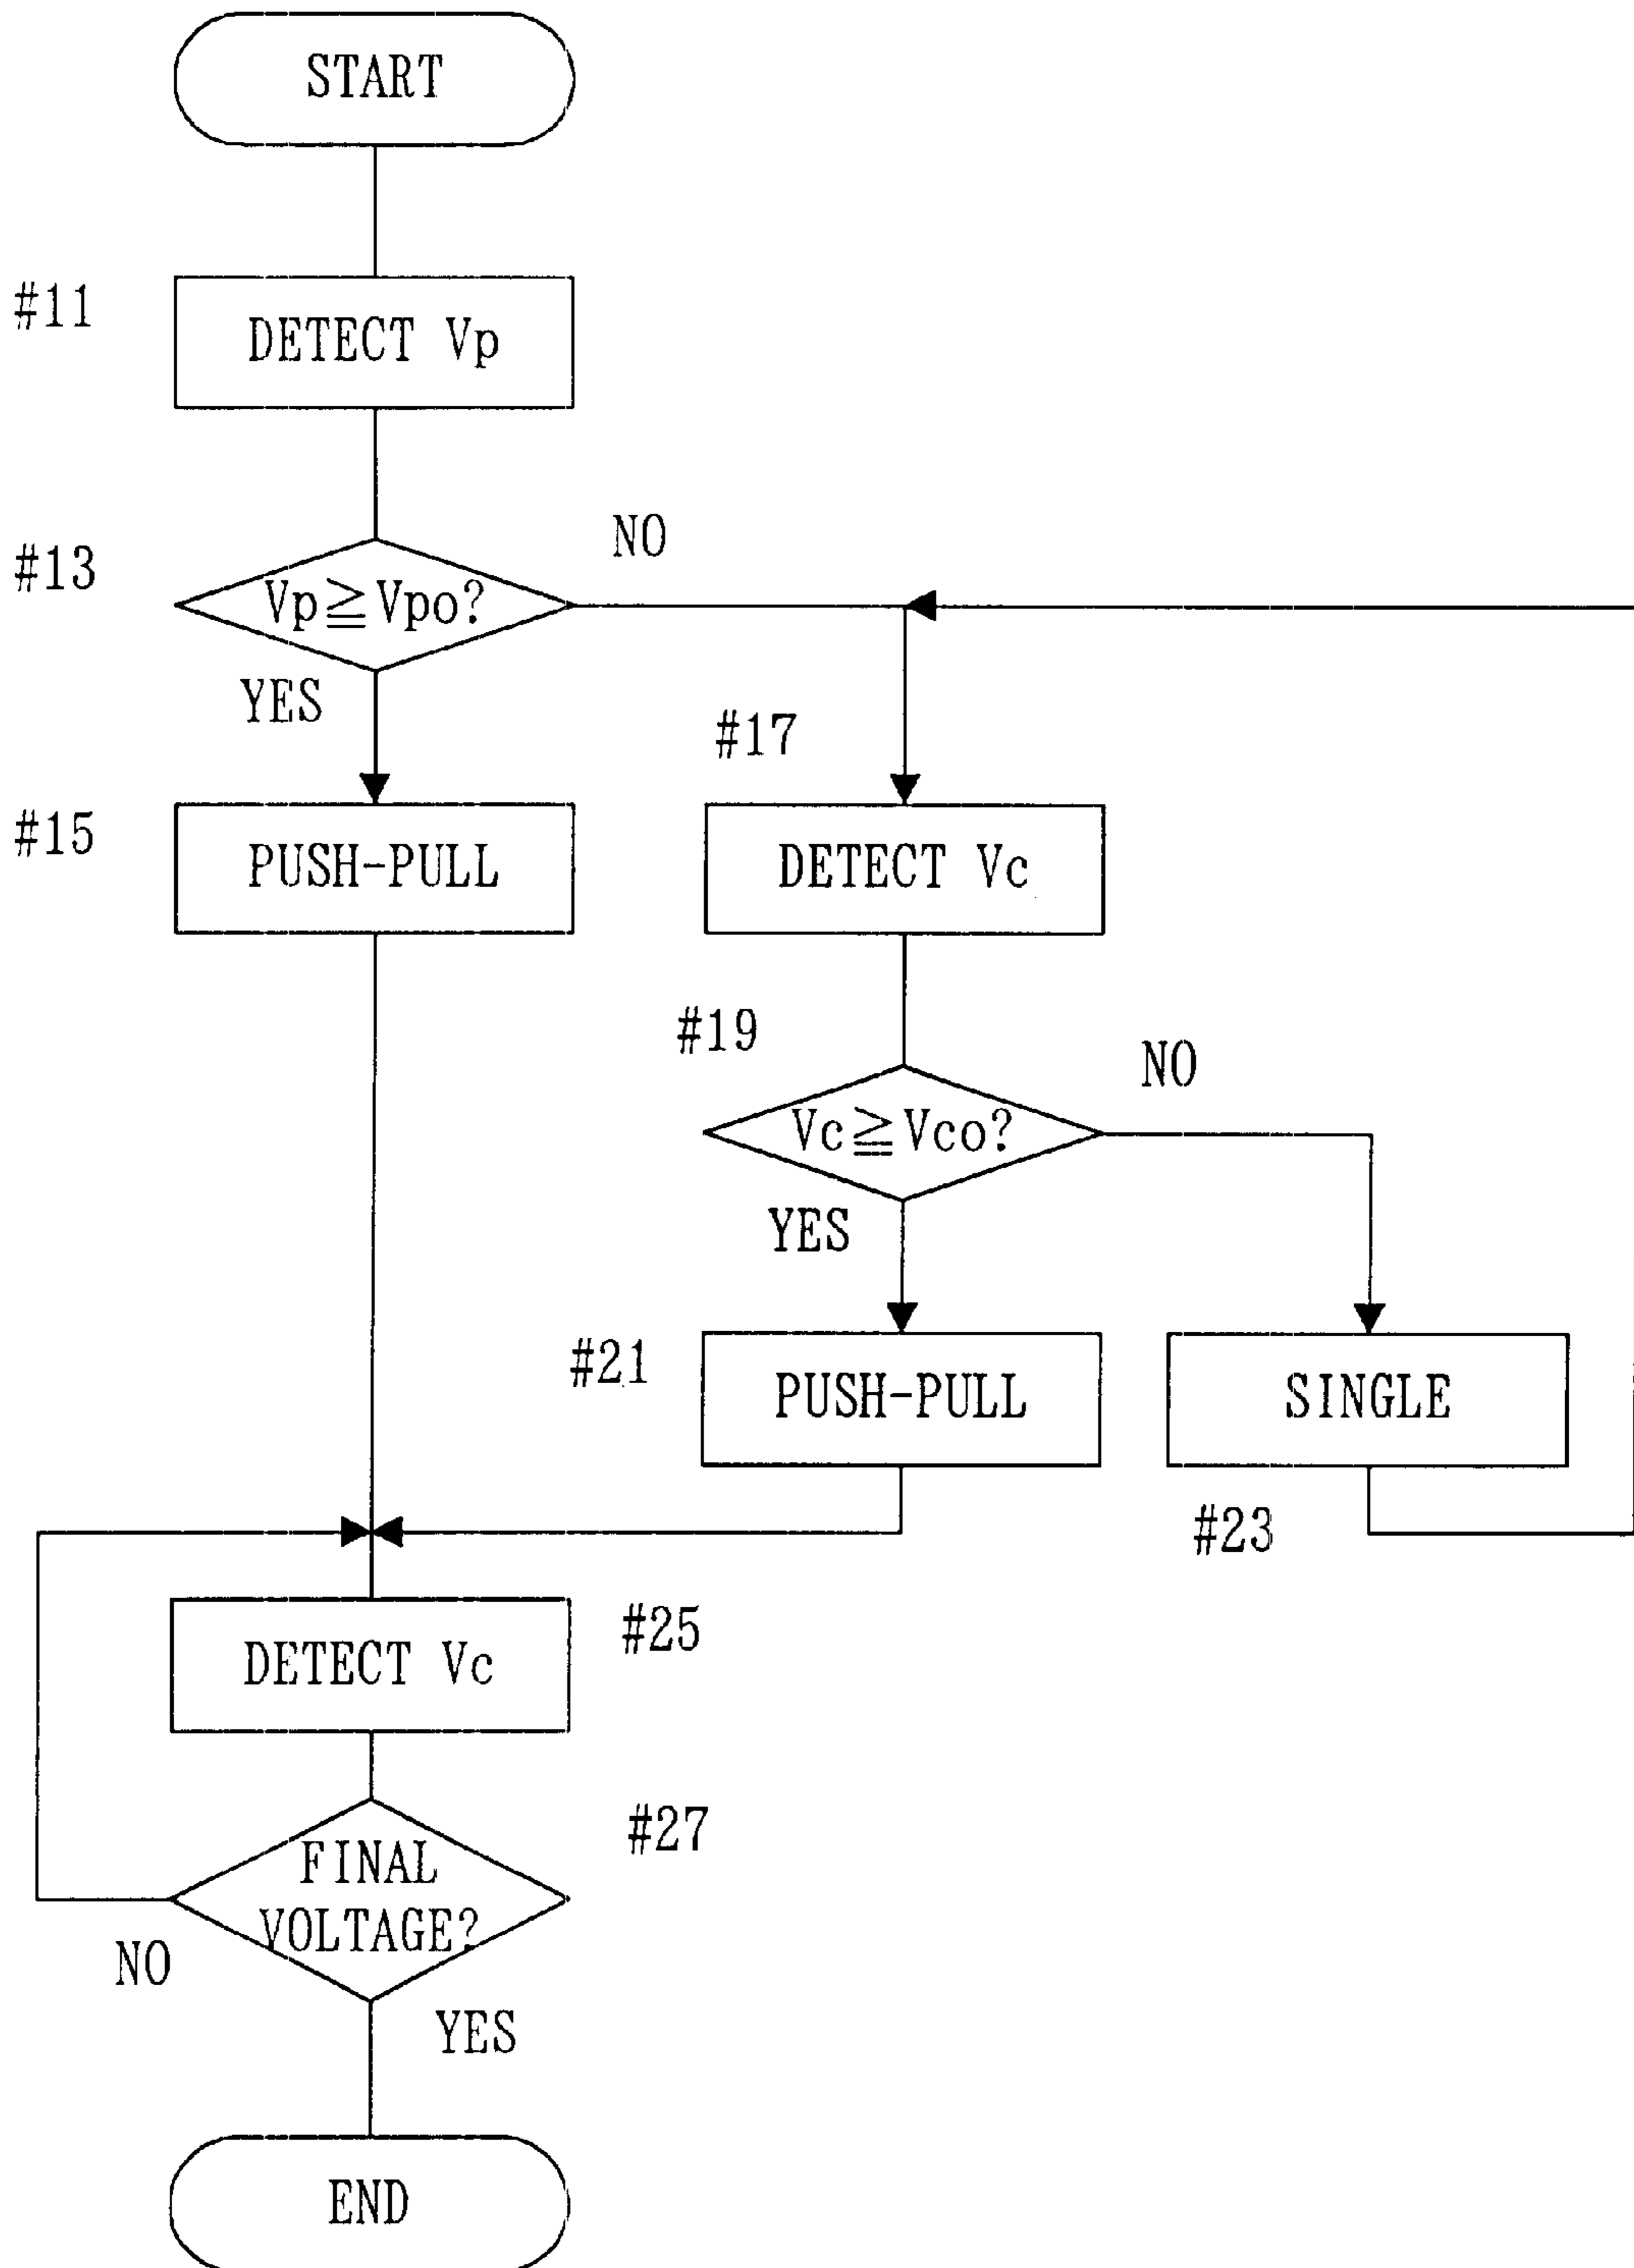 START
#11
DETECT Vp
#13
Vp≧Vpo?
NO
YES
#15
PUSH-PULL
#17
DETECT Vc
#19
Vc≧Vco?
NO
YES
#21
PUSH-PULL
SINGLE
#23
DETECT Vc
#25
FINAL
VOLTAGE?
#27
NO
YES
END